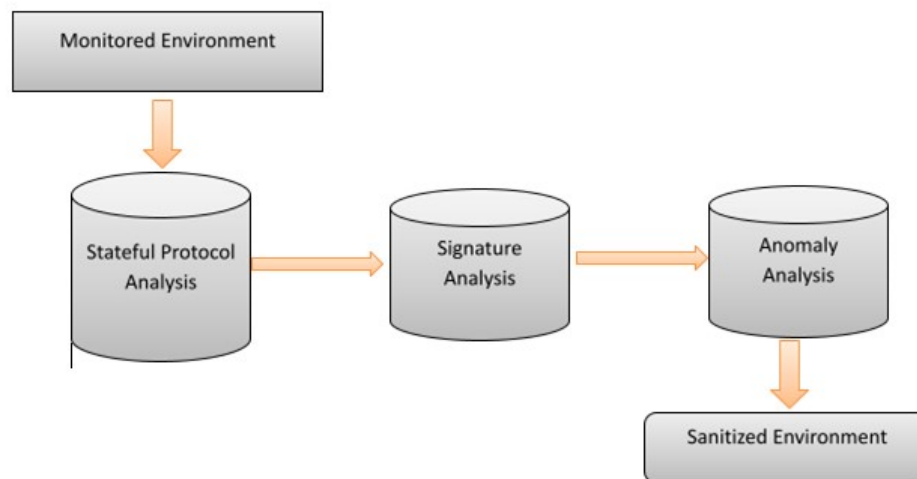 Monitored Environment
Stateful Protocol
Analysis
Signature
Analysis
Anomaly
Analysis
Sanitized Environment